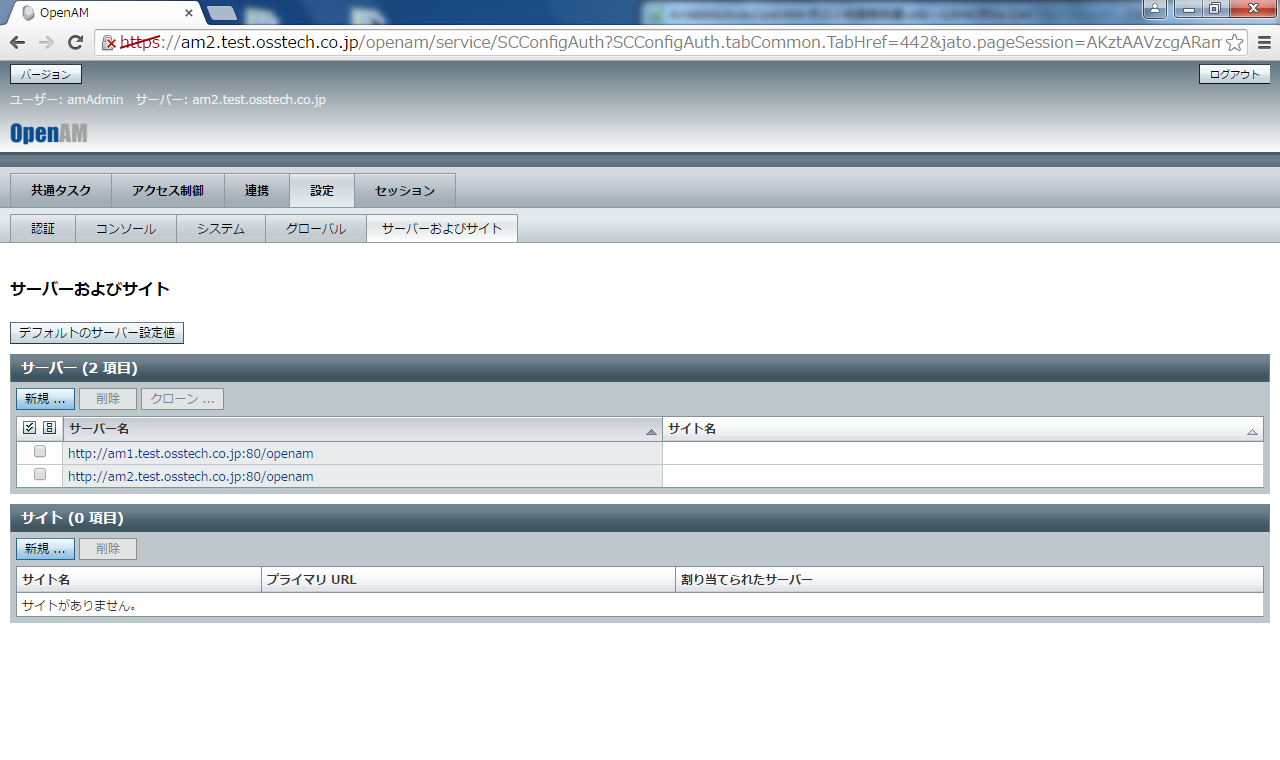 OpenAM
https://am2.test.osstech.co.jp/openam/service/SCConfigAuth?SCConfigAuth.tabCommon.TabHref=442&jato.pageSession=AKztAAVzcgARam
バージョン ログアウト
ユーザー: amAdmin サーバー: am2.test.osstech.co.jp
OpenAM
共通タスク アクセス制御 連携 設定 セッション
認証 コンソール システム グローバル サーバーおよびサイト
サーバーおよびサイト
デフォルトのサーバー設定値
サーバー (2 項目)
新規 ... 削除 クローン ...
サーバー名 サイト名
http://am1.test.osstech.co.jp:80/openam
http://am2.test.osstech.co.jp:80/openam
サイト (0 項目)
新規 ... 削除
サイト名 プライマリ URL 割り当てられたサーバー
サイトがありません。